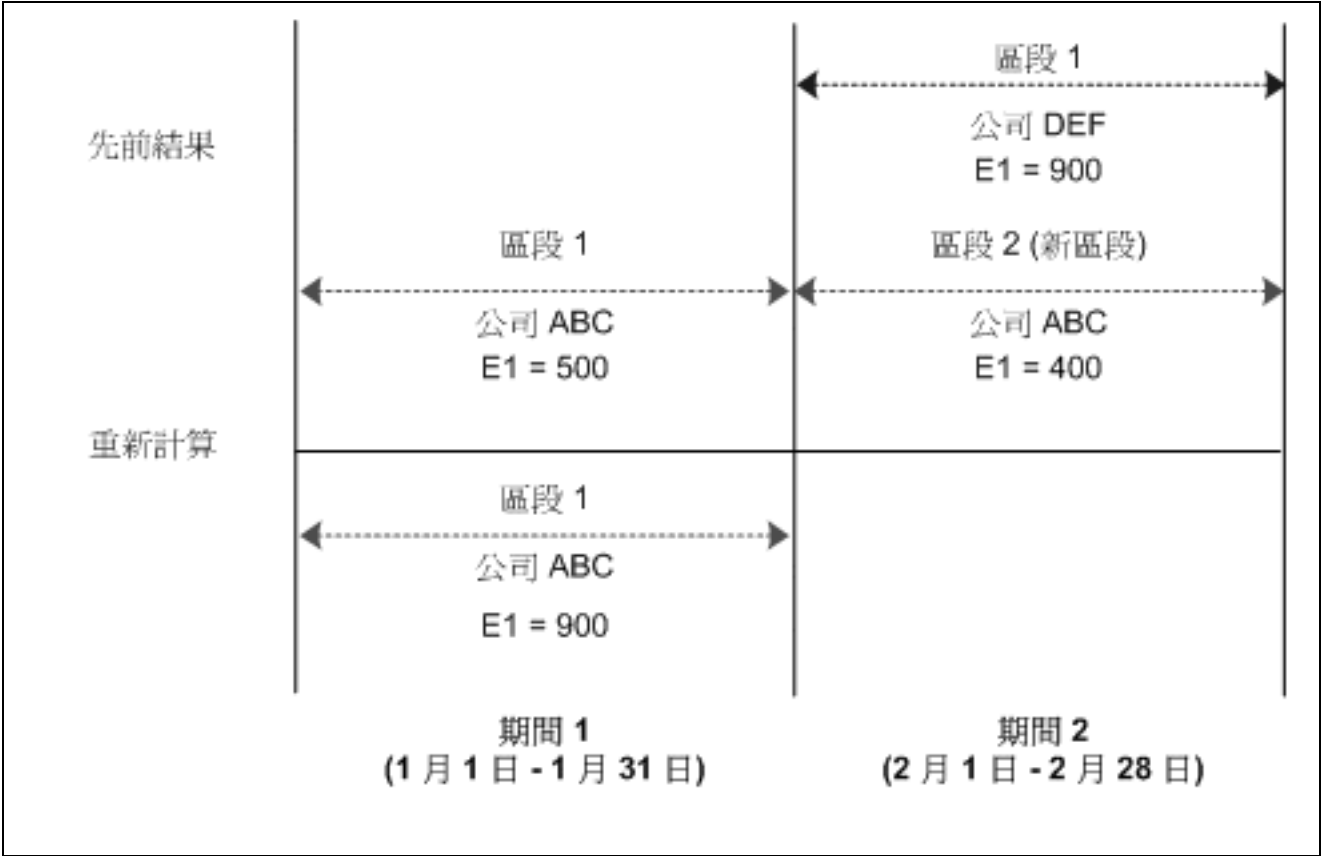 區段 1
公司 DEF
E1 = 900
先前結果
區段 1
區段 2 (新區段)
公司 ABC
E1 = 500
公司 ABC
E1 = 400
重新計算
區段 1
公司 ABC
E1 = 900
期間 1
(1 月 1 日 - 1 月 31 日)
期間 2
(2 月 1 日 - 2 月 28 日)